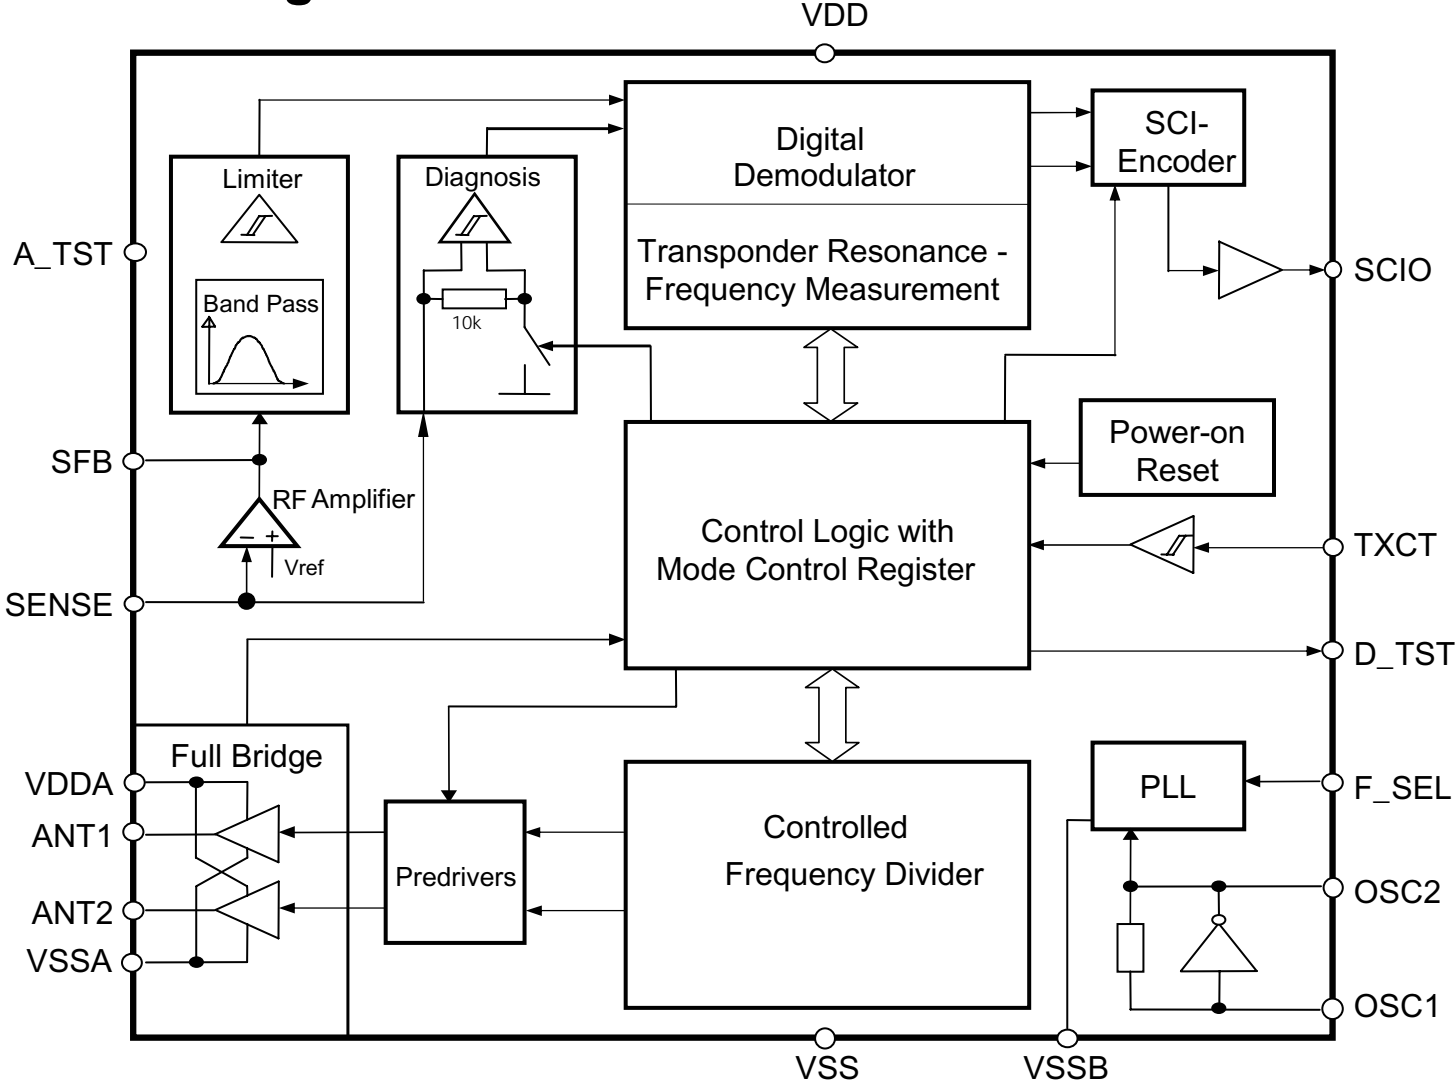 VDD
Digital
Demodulator
SCI-
Encoder
Limiter
Diagnosis
A_TST
Transponder Resonance -
Frequency Measurement
SCIO
Band Pass
10k
Power-on
Reset
SFB
RF Amplifier
− +
Vref
Control Logic with
Mode Control Register
TXCT
SENSE
D_TST
Full Bridge
VDDA
ANT1
ANT2
VSSA
Predrivers
Controlled
Frequency Divider
PLL
F_SEL
OSC2
OSC1
VSS
VSSB